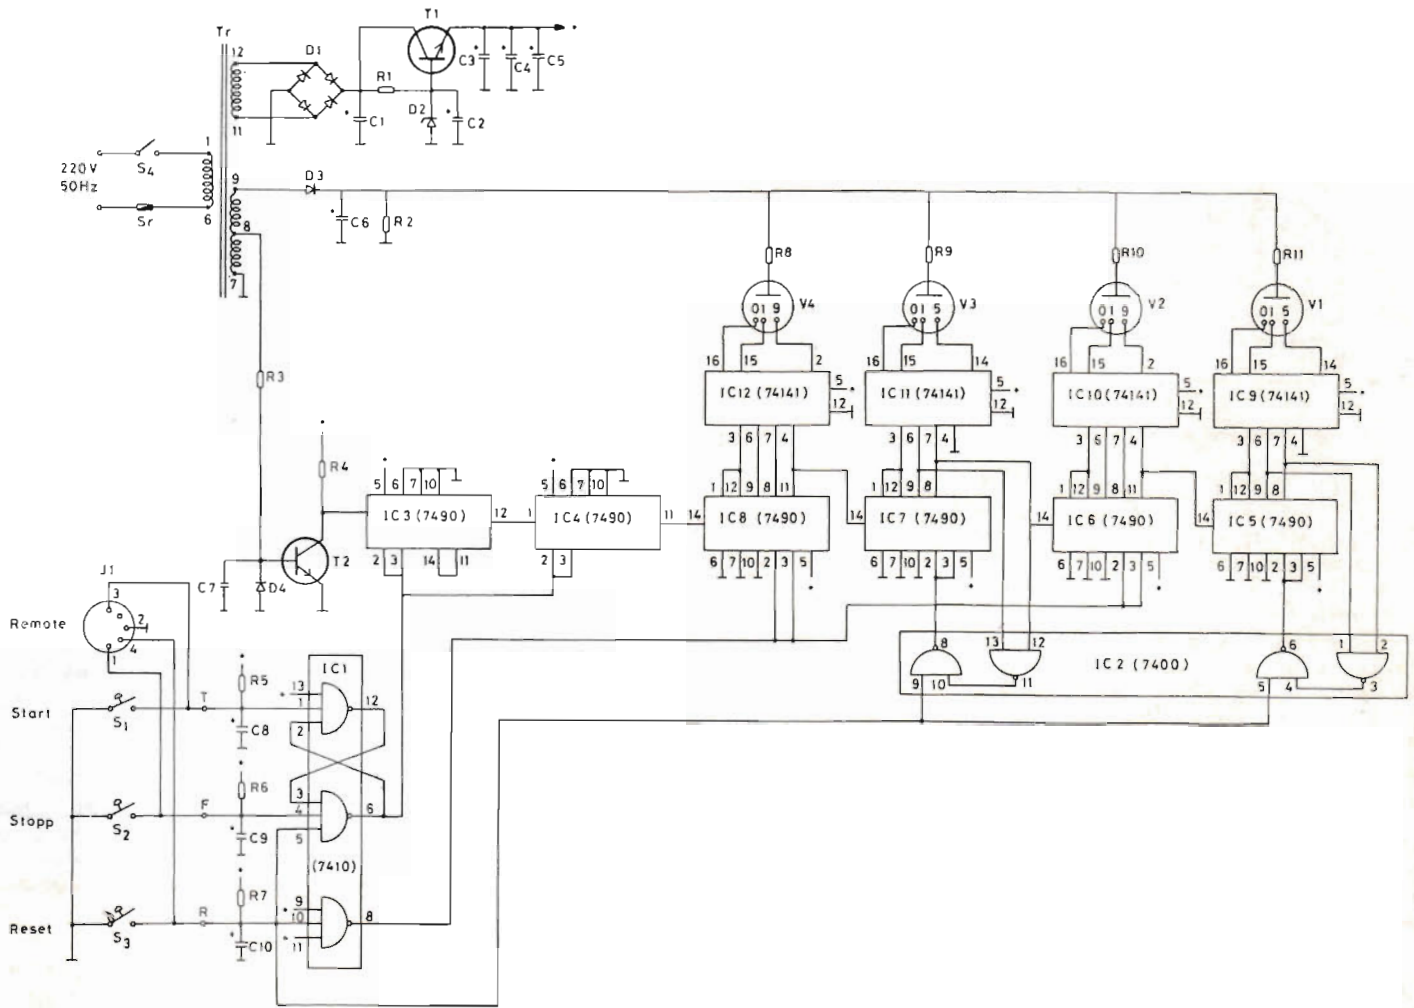 T1
Tr
12
D1
C3 C4 C5
R1
D2
C1 C2
11
1
220V
50Hz
S4
9
D3
Sr
6
C6 R2
8
7
R8 R9 R10 R11
V4 V3 V2 V1
01 9 01 5 01 9 01 5
16 15 2 16 15 14 16 15 2 16 15 14
R3
5 5 5 5
IC12 (74141) IC11 (74141) IC10 (74141) IC9 (74141)
12 12 12 12
3 6 7 4 3 6 7 4 3 6 7 4 3 6 7 4
R4
5 6 7 10 5 6 7 10
1 12 9 8 11 1 12 9 8 1 12 9 8 11 1 12 9 8
IC3 (7490) 12 1 IC4 (7490) 11 14 IC8 (7490) 14 IC7 (7490) 14 IC6 (7490) 14 IC5 (7490)
2 3 14 11 2 3
6 7 10 2 3 5 6 7 10 2 3 5 6 7 10 2 3 5 6 7 10 2 3 5
T2
C7 D4
J1
3
2
4
1
Remote
8 13 12 6 1 2
IC2 (7400)
9 10 11 5 4 3
IC1
R5
13
1
12
Start
S1
T
C8
2
R6
3
Stopp
S2
F
4
6
C9
5
(7410)
R7
9
Reset
S3
R
10
8
C10
11